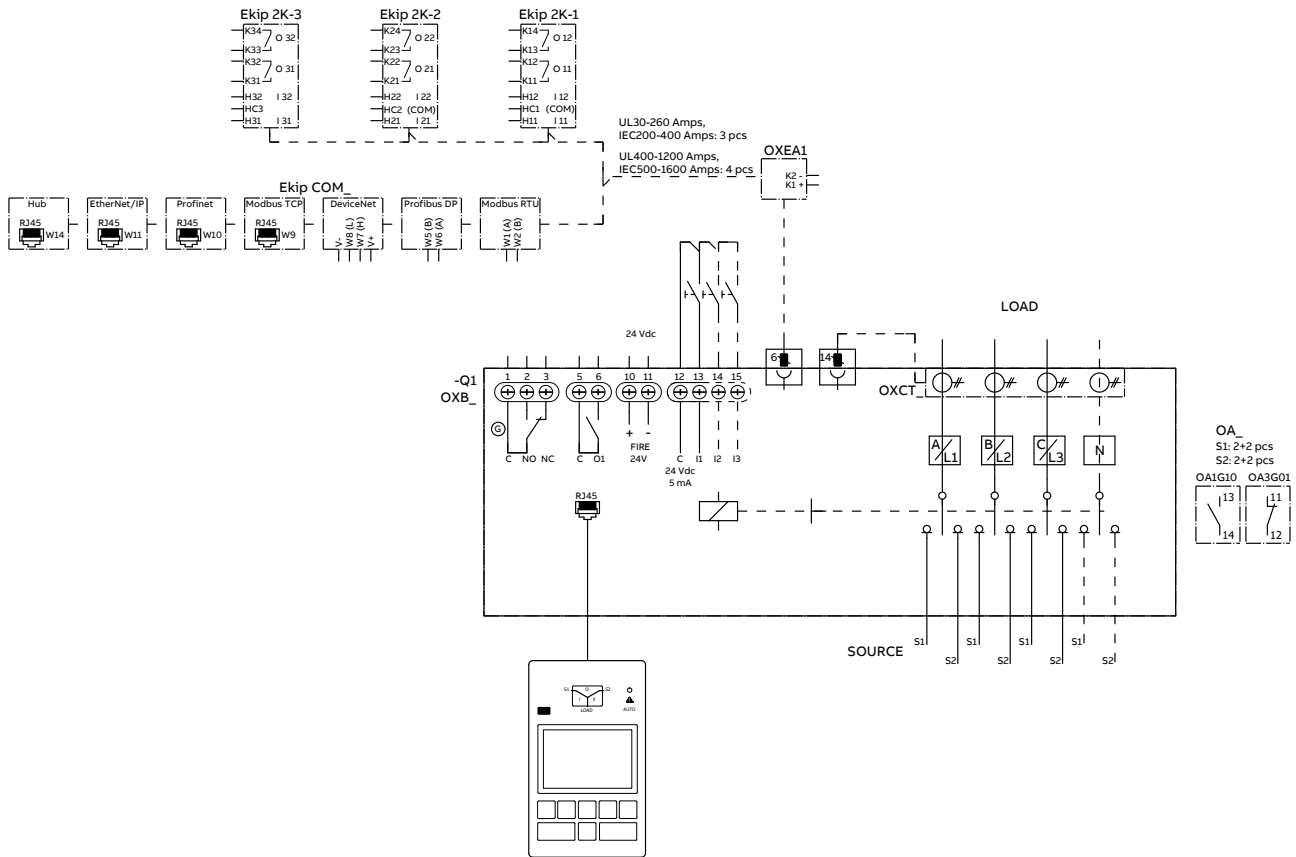 Ekip 2K-3
Ekip 2K-2
Ekip 2K-1
K34
O 32
K33
K32
O 31
K31
H32 I 32
HC3
H31 I 31
K24
O 22
K23
K22
O 21
K21
H22 I 22
HC2 (COM)
H21 I 21
K14
O 12
K13
K12
O 11
K11
H12 I 12
HC1 (COM)
H11 I 11
UL30-260 Amps,
IEC200-400 Amps: 3 pcs
UL400-1200 Amps,
IEC500-1600 Amps: 4 pcs
OXEA1
K2 -
K1 +
Ekip COM_
Hub
RJ45
W14
EtherNet/IP
RJ45
W11
Profinet
RJ45
W10
Modbus TCP
RJ45
W9
DeviceNet
V-
W8 (L)
W7 (H)
V+
Profibus DP
W5 (B)
W6 (A)
Modbus RTU
W1 (A)
W2 (B)
LOAD
24 Vdc
6
14
-Q1
OXB_
1 2 3 5 6 10 11 12 13 14 15
OXCT_
G
C NO NC
C O1
+ -
FIRE
24V
C I1 I2 I3
24 Vdc
5 mA
A
L1
B
L2
C
L3
N
RJ45
OA_
S1: 2+2 pcs
S2: 2+2 pcs
OA1G10
13
14
OA3G01
11
12
SOURCE
S1 S1 S1 S1
S2 S2 S2 S2
S1 O S2
I II
LOAD
AUTO